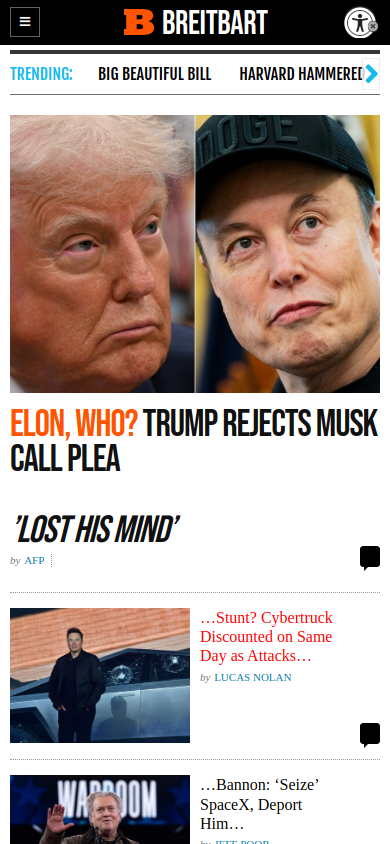 BREITBART
TRENDING: BIG BEAUTIFUL BILL HARVARD HAMMERED
DOGE
ELON, WHO? TRUMP REJECTS MUSK
CALL PLEA
'LOST HIS MIND'
by AFP
…Stunt? Cybertruck
Discounted on Same
Day as Attacks…
by LUCAS NOLAN
WARROOM
…Bannon: ‘Seize’
SpaceX, Deport
Him…
by JEFF POOR